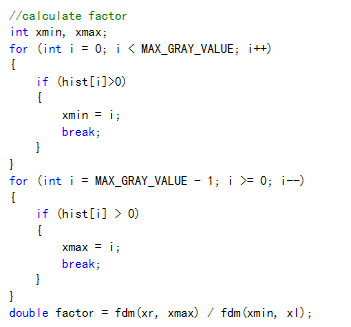 //calculate factor
int xmin, xmax;
for (int i = 0; i < MAX_GRAY_VALUE; i++)
{
    if (hist[i]>0)
    {
        xmin = i;
        break;
    }
}
for (int i = MAX_GRAY_VALUE - 1; i >= 0; i--)
{
    if (hist[i] > 0)
    {
        xmax = i;
        break;
    }
}
double factor = fdm(xr, xmax) / fdm(xmin, xl);